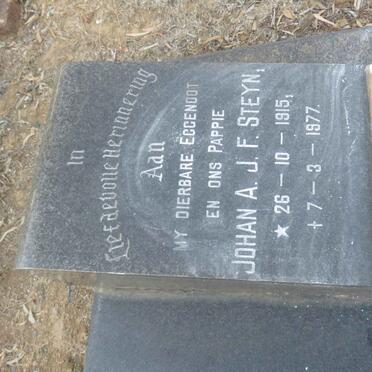 In
Liefdevolle Herinnering
Aan
MY DIERBARE EGGENOOT
EN ONS PAPPIE
JOHAN A. J. F. STEYN,
★ 26 – 10 – 1915,
+ 7 – 3 – 1977.